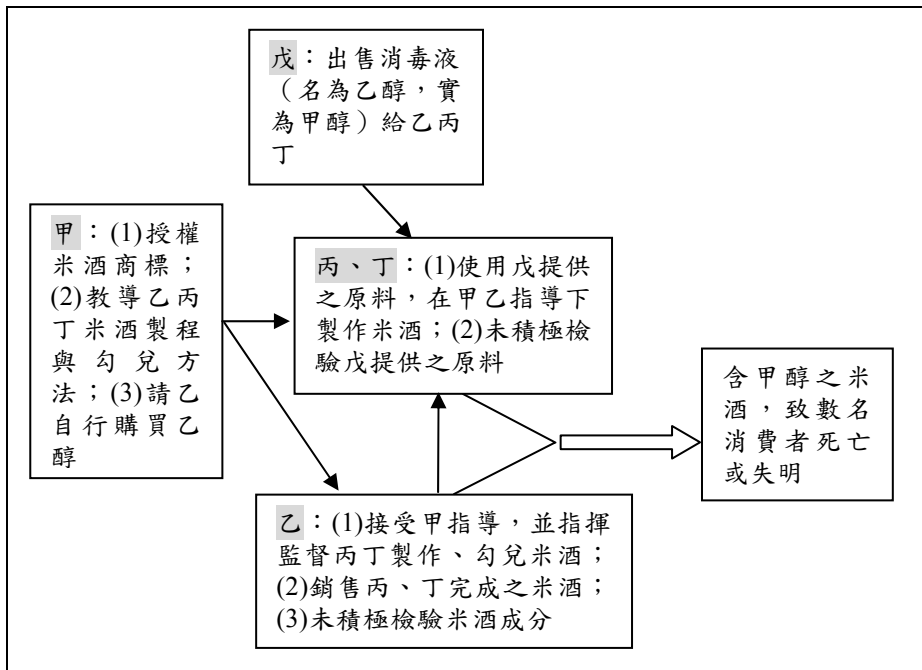 戊：出售消毒液
（名為乙醇，實
為甲醇）給乙丙
丁
甲：(1)授權
米酒商標；
(2)教導乙丙
丁米酒製程
與勾兌方
法；(3)請乙
自行購買乙
醇
丙、丁：(1)使用戊提供
之原料，在甲乙指導下
製作米酒；(2)未積極檢
驗戊提供之原料
含甲醇之米
酒，致數名
消費者死亡
或失明
乙：(1)接受甲指導，並指揮
監督丙丁製作、勾兌米酒；
(2)銷售丙、丁完成之米酒；
(3)未積極檢驗米酒成分